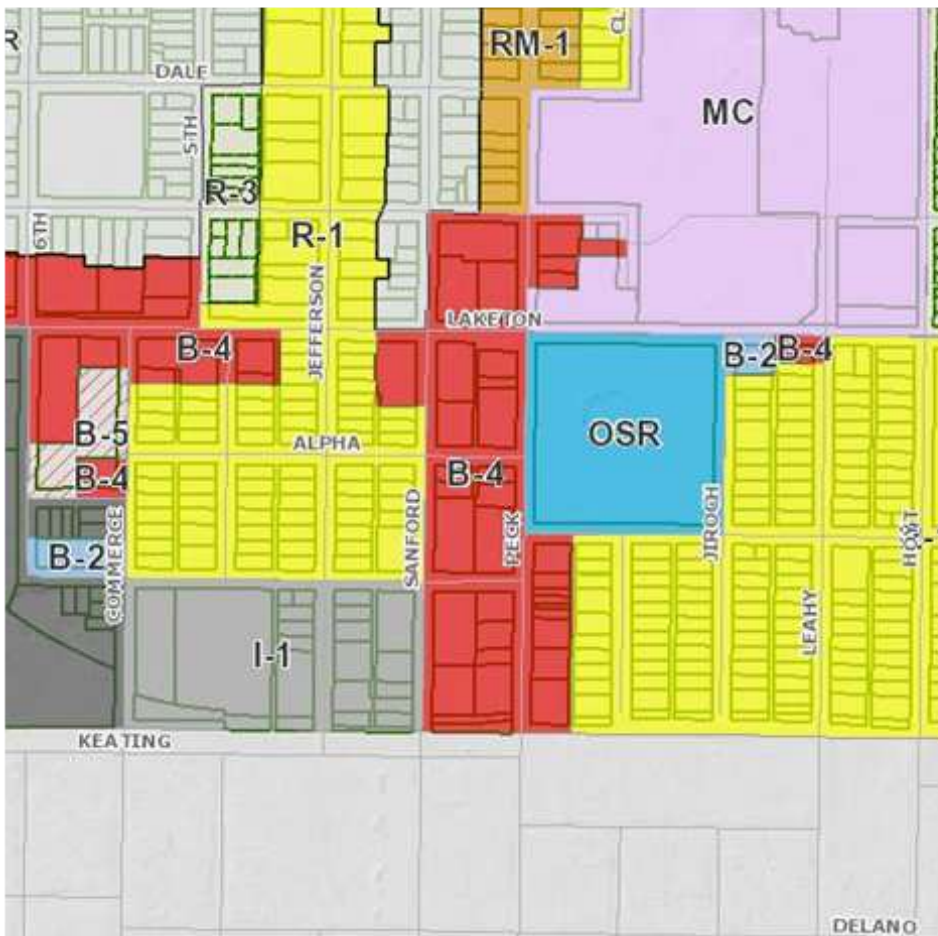 R
RM-1
CL
DALE
MC
5TH
R-3
6TH
R-1
JEFFERSON
LAKETON
B-4
B-2
B-4
B-5
ALPHA
OSR
B-4
B-4
COMMERCE
SANFORD
PECK
JIROCH
HOYT
B-2
LEAHY
I-1
KEATING
DELANO